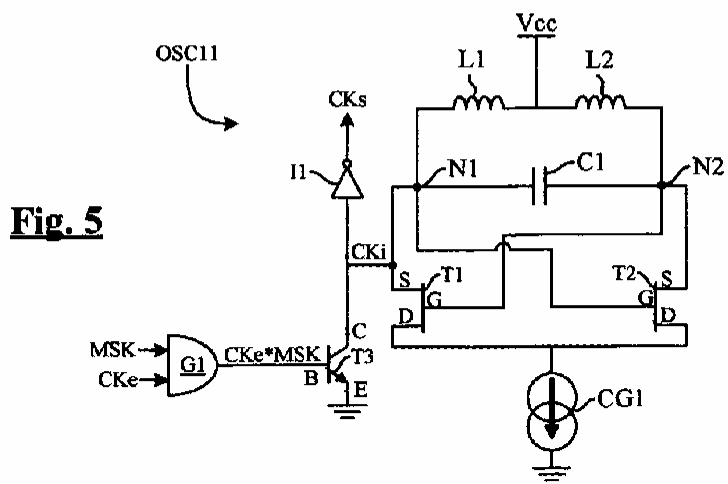 OSC11
Vcc
L1
L2
CKs
I1
N1
C1
N2
Fig. 5
CKi
S
T1
G
D
T2
S
G
D
MSK
CKe
G1
CKe*MSK
C
B
T3
E
CG1